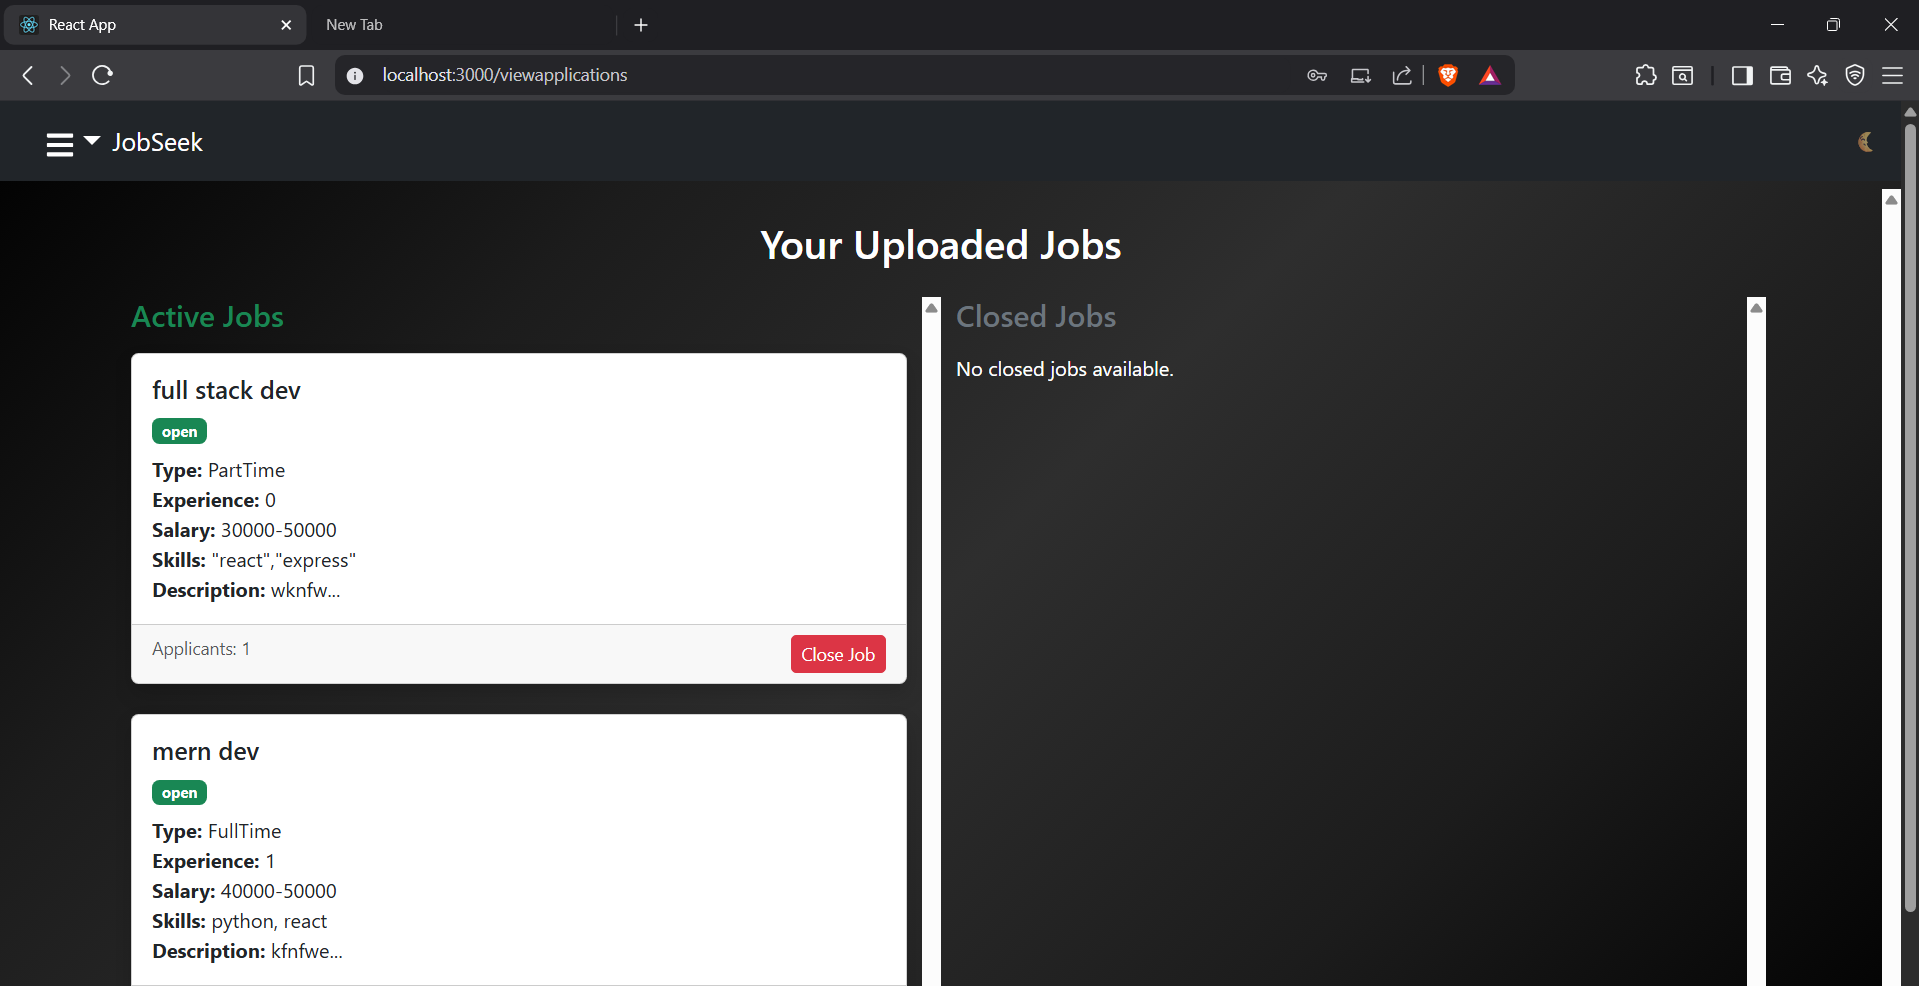 React App
New Tab
localhost:3000/viewapplications
JobSeek
Your Uploaded Jobs
Active Jobs
full stack dev
open
Type: PartTime
Experience: 0
Salary: 30000-50000
Skills: "react","express"
Description: wknfw...
Applicants: 1
Close Job
mern dev
open
Type: FullTime
Experience: 1
Salary: 40000-50000
Skills: python, react
Description: kfnfwe...
Closed Jobs
No closed jobs available.